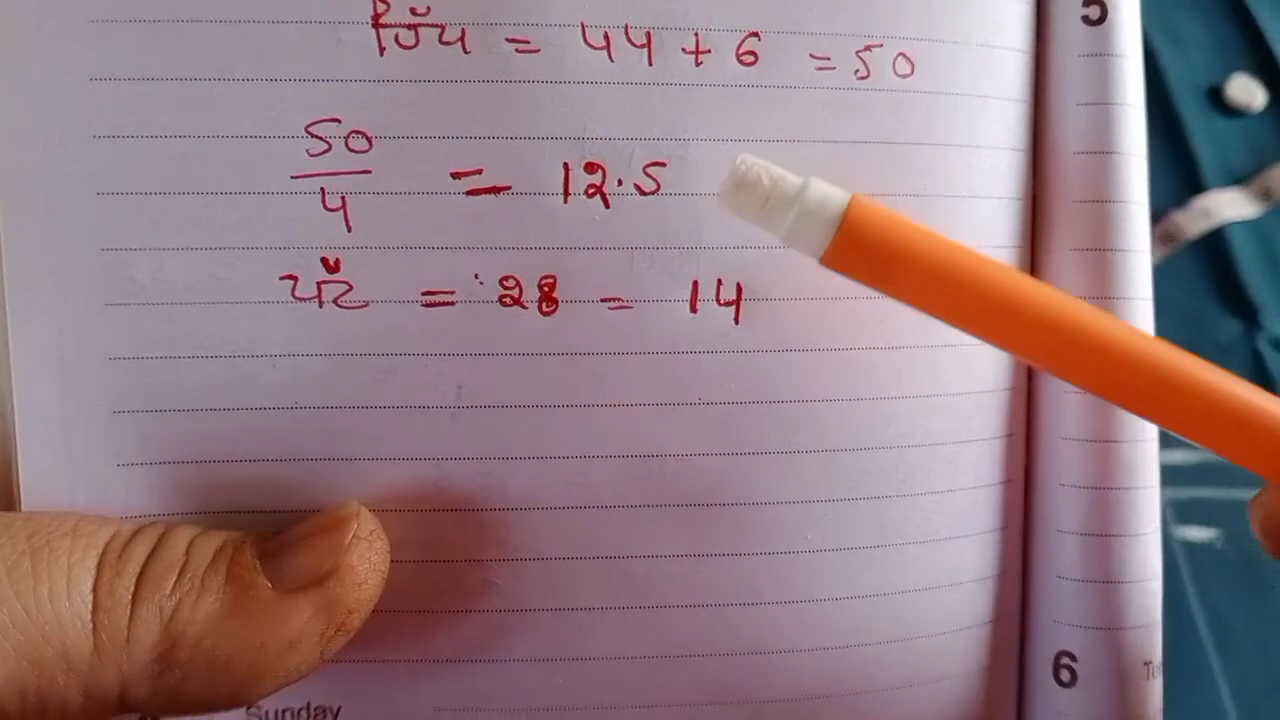 = 44 + 6 = 50
50
4
= 12.5
= 28 = 14
5
6
Sunday